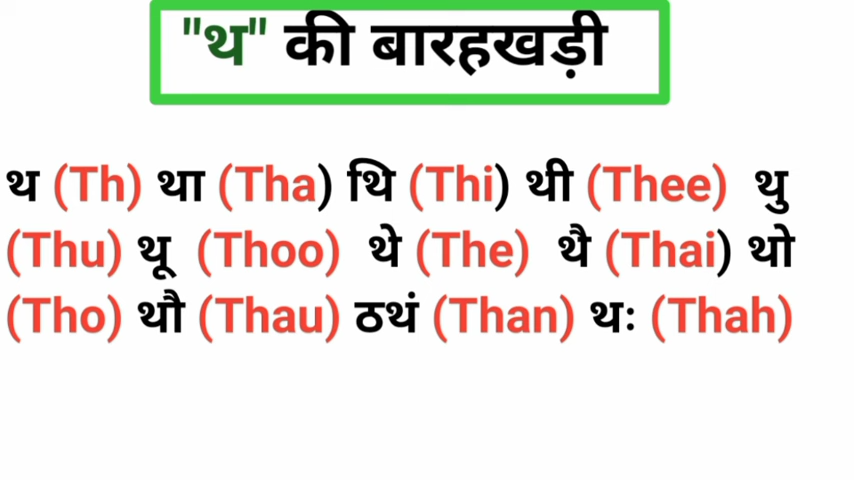 "थ" की बारहखड़ी
थ (Th) था (Tha) थि (Thi) थी (Thee) थु
(Thu) थू (Thoo) थे (The) थै (Thai) थो
(Tho) थौ (Thau) ठथं (Than) थः (Thah)